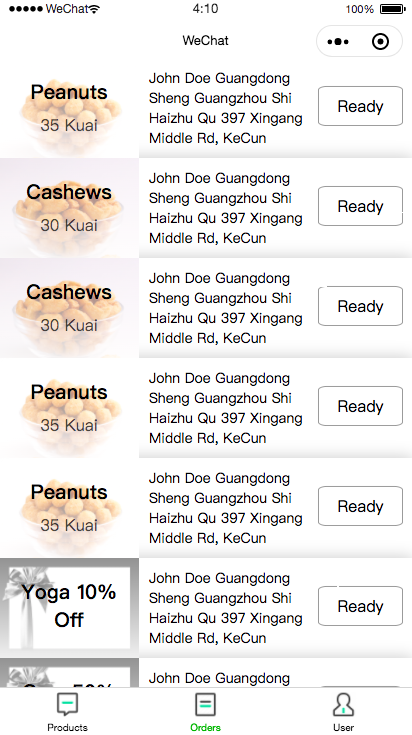 WeChat 4:10 100%
WeChat
Peanuts
35 Kuai
John Doe Guangdong
Sheng Guangzhou Shi
Haizhu Qu 397 Xingang
Middle Rd, KeCun
Ready
Cashews
30 Kuai
John Doe Guangdong
Sheng Guangzhou Shi
Haizhu Qu 397 Xingang
Middle Rd, KeCun
Ready
Cashews
30 Kuai
John Doe Guangdong
Sheng Guangzhou Shi
Haizhu Qu 397 Xingang
Middle Rd, KeCun
Ready
Peanuts
35 Kuai
John Doe Guangdong
Sheng Guangzhou Shi
Haizhu Qu 397 Xingang
Middle Rd, KeCun
Ready
Peanuts
35 Kuai
John Doe Guangdong
Sheng Guangzhou Shi
Haizhu Qu 397 Xingang
Middle Rd, KeCun
Ready
Yoga 10%
Off
John Doe Guangdong
Sheng Guangzhou Shi
Haizhu Qu 397 Xingang
Middle Rd, KeCun
Ready
John Doe Guangdong
Products Orders User